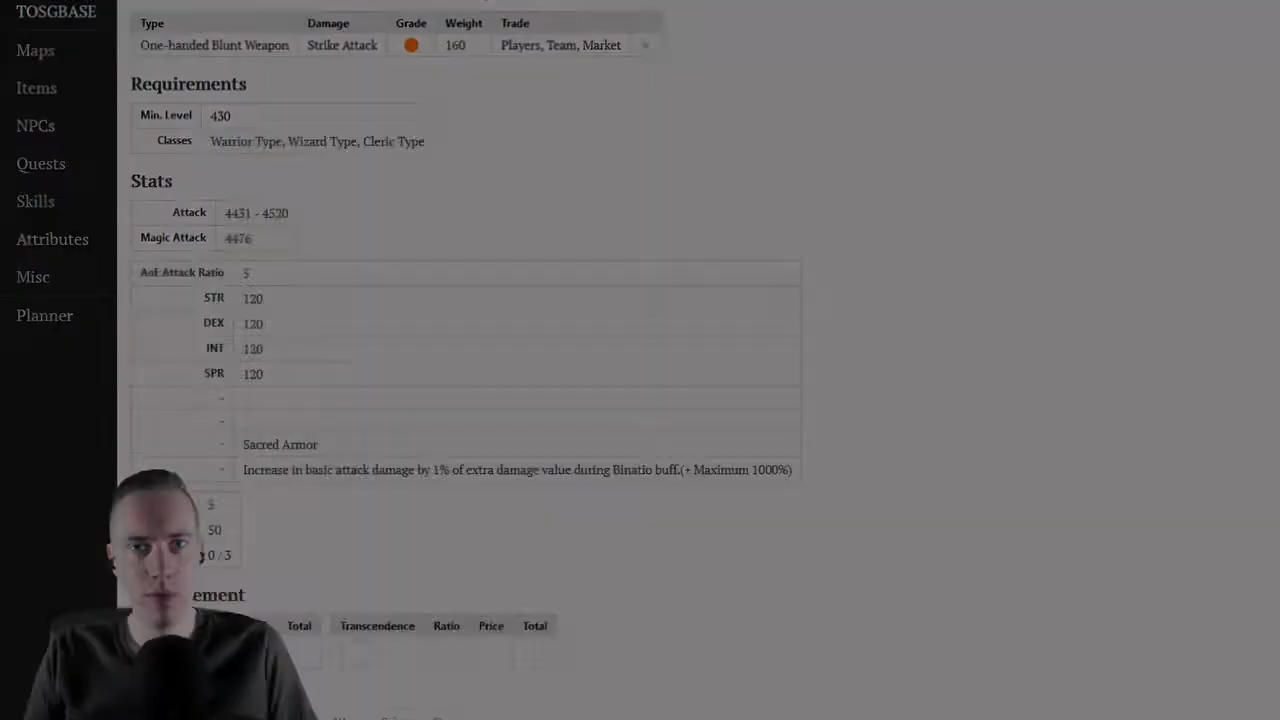 TOSGBASE
Maps
Items
NPCs
Quests
Skills
Attributes
Misc
Planner
Type Damage Grade Weight Trade
One-handed Blunt Weapon Strike Attack 160 Players, Team, Market
Requirements
Min. Level 430
Classes Warrior Type, Wizard Type, Cleric Type
Stats
Attack 4431 - 4520
Magic Attack 4476
AoE Attack Ratio 5
STR 120
DEX 120
INT 120
SPR 120
-
-
- Sacred Armor
- Increase in basic attack damage by 1% of extra damage value during Binatio buff.(+ Maximum 1000%)
5
50
0 / 3
ement
Total Transcendence Ratio Price Total